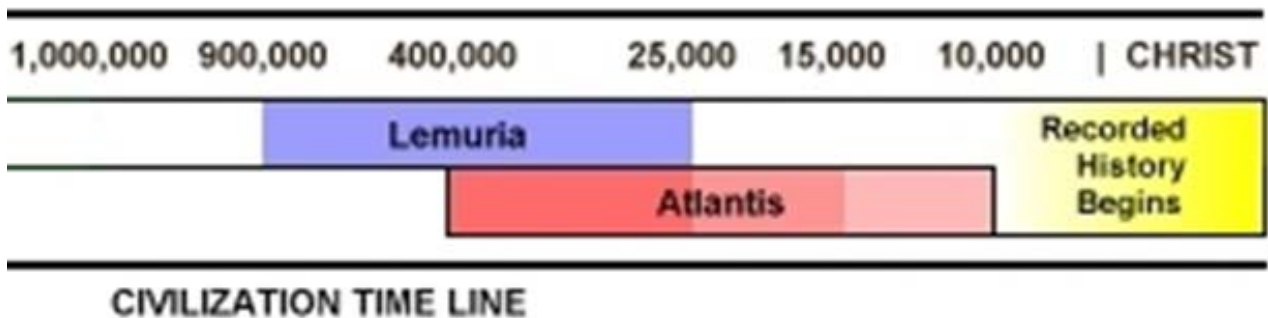 1,000,000 900,000 400,000 25,000 15,000 10,000 | CHRIST
Lemuria
Atlantis
Recorded
History
Begins
CIVILIZATION TIME LINE